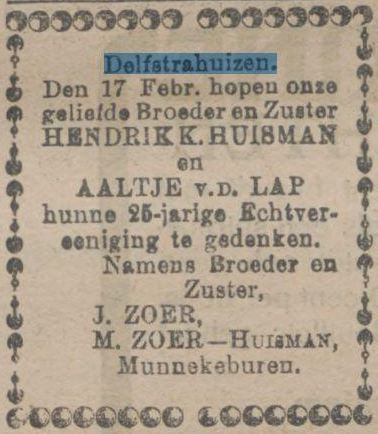 Delfstrahuizen.
Den 17 Febr. hopen onze
geliefde Broeder en Zuster
HENDRIK K. HUISMAN
en
AALTJE v.d. LAP
hunne 25-jarige Echtver-
eeniging te gedenken.
Namens Broeder en
Zuster,
J. ZOER,
M. ZOER—HUISMAN,
Munnekeburen.